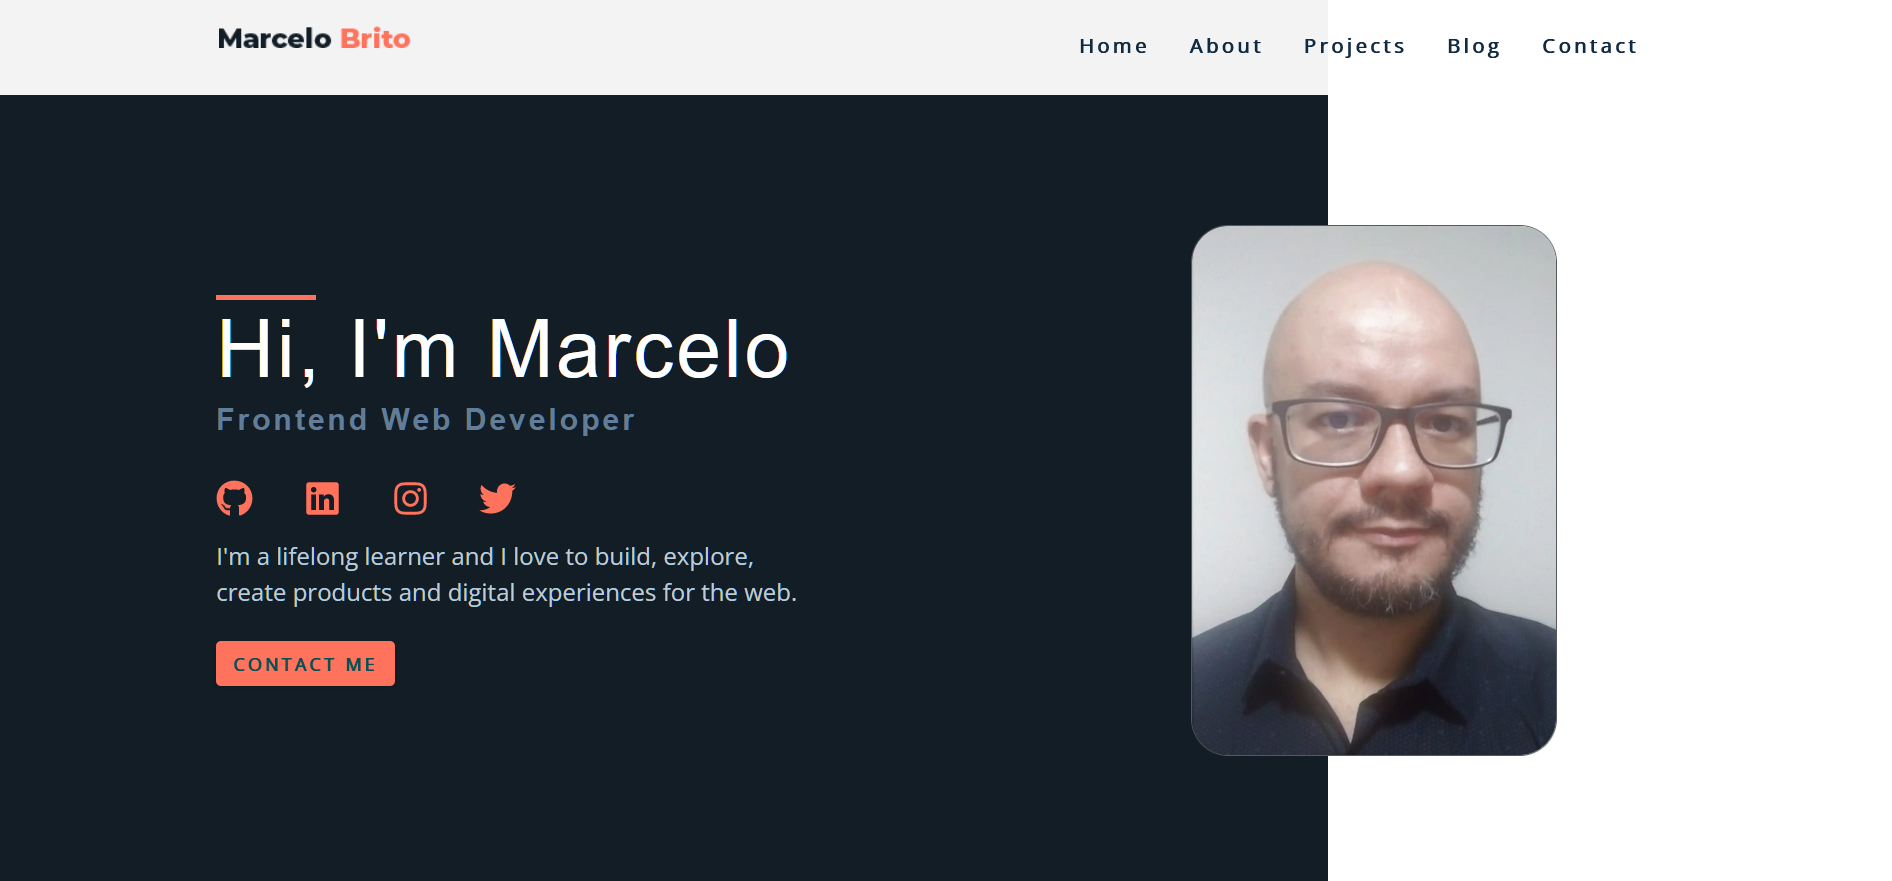 Marcelo Brito
Home About Projects Blog Contact
Hi, I'm Marcelo
Frontend Web Developer
I'm a lifelong learner and I love to build, explore,
create products and digital experiences for the web.
CONTACT ME